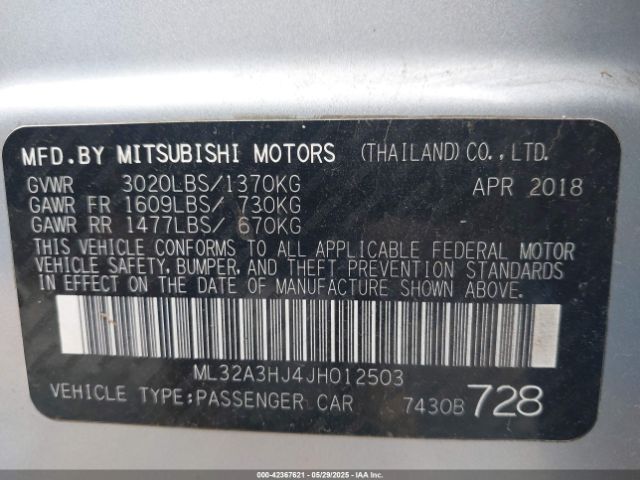 MFD.BY MITSUBISHI MOTORS (THAILAND) CO.,LTD.
GVWR 3020LBS/1370KG APR 2018
GAWR FR 1609LBS/ 730KG
GAWR RR 1477LBS/ 670KG
THIS VEHICLE CONFORMS TO ALL APPLICABLE FEDERAL MOTOR
VEHICLE SAFETY, BUMPER, AND THEFT PREVENTION STANDARDS
IN EFFECT ON THE DATE OF MANUFACTURE SHOWN ABOVE.
ML32A3HJ4JH012503
VEHICLE TYPE:PASSENGER CAR 7430B 728
000-42367621 - 05/29/2025 - IAAI.COM